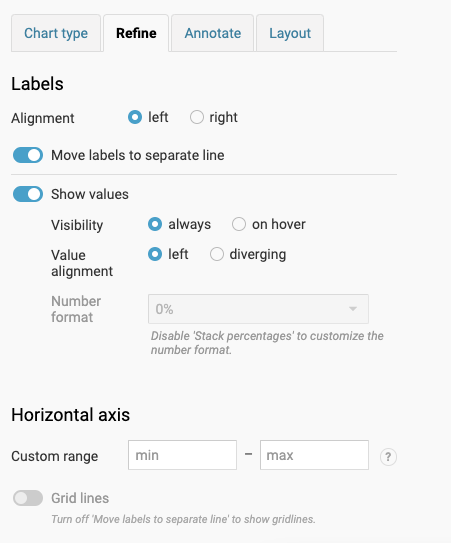 Chart type Refine Annotate Layout
Labels
Alignment left right
Move labels to separate line
Show values
Visibility always on hover
Value
alignment left diverging
Number
format 0%
Disable 'Stack percentages' to customize the
number format.
Horizontal axis
Custom range min – max ?
Grid lines
Turn off 'Move labels to separate line' to show gridlines.